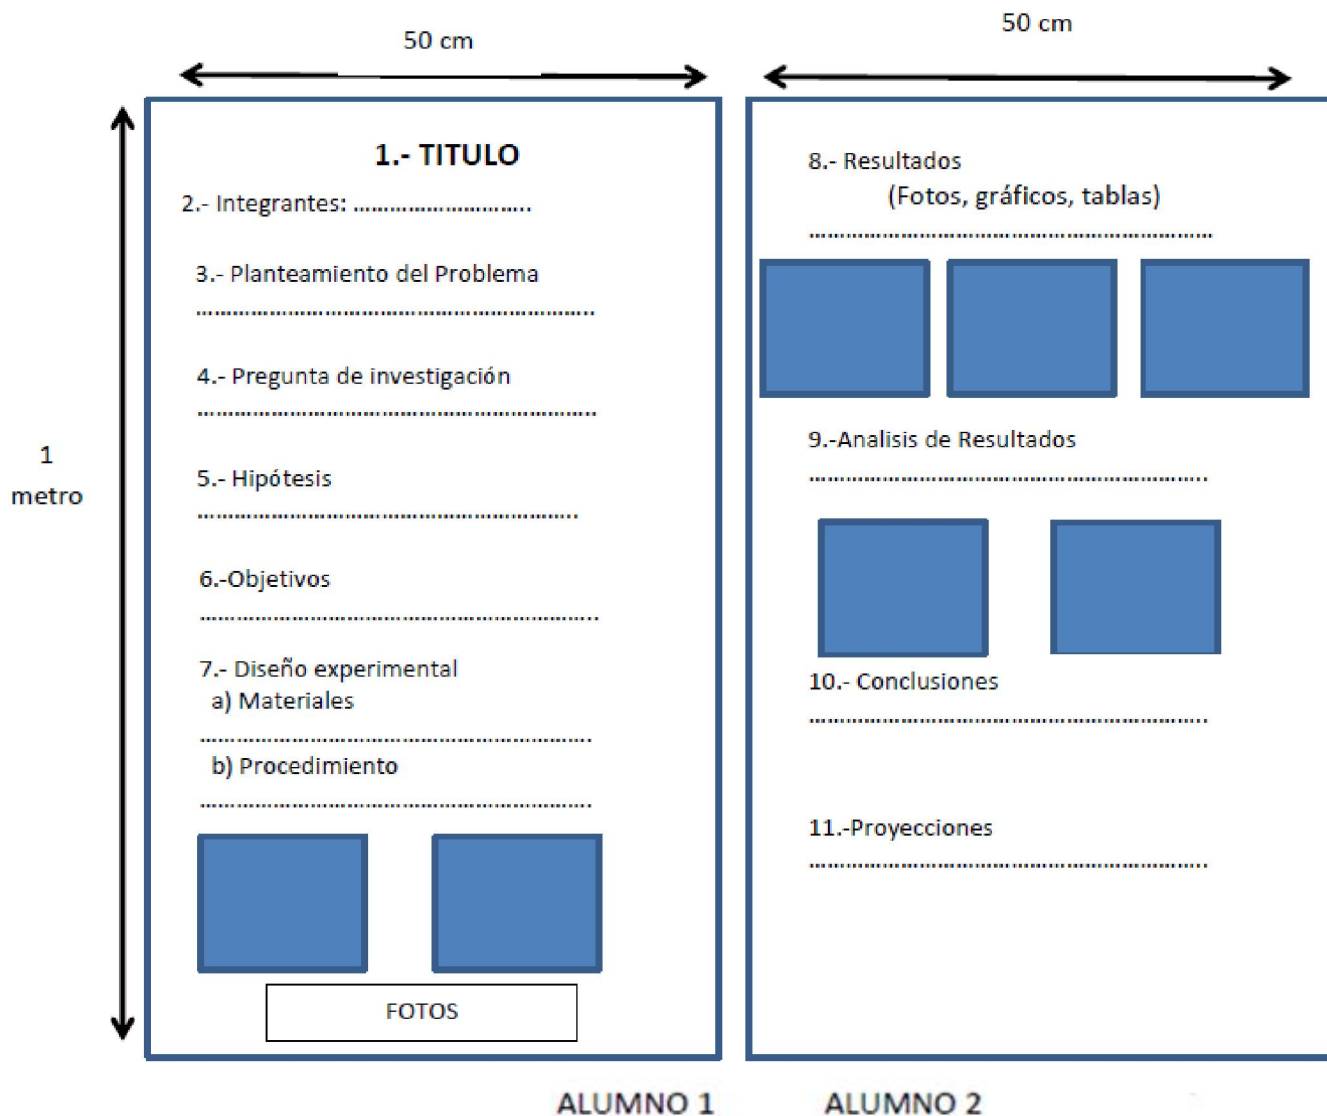 50 cm
50 cm
1
metro
1.- TITULO
2.- Integrantes: ................................
3.- Planteamiento del Problema
......................................................................
4.- Pregunta de investigación
......................................................................
5.- Hipótesis
...................................................................
6.-Objetivos
......................................................................
7.- Diseño experimental
a) Materiales
.....................................................................
b) Procedimiento
.....................................................................
FOTOS
8.- Resultados
(Fotos, gráficos, tablas)
.......................................................................
9.-Analisis de Resultados
......................................................................
10.- Conclusiones
......................................................................
11.-Proyecciones
......................................................................
ALUMNO 1
ALUMNO 2